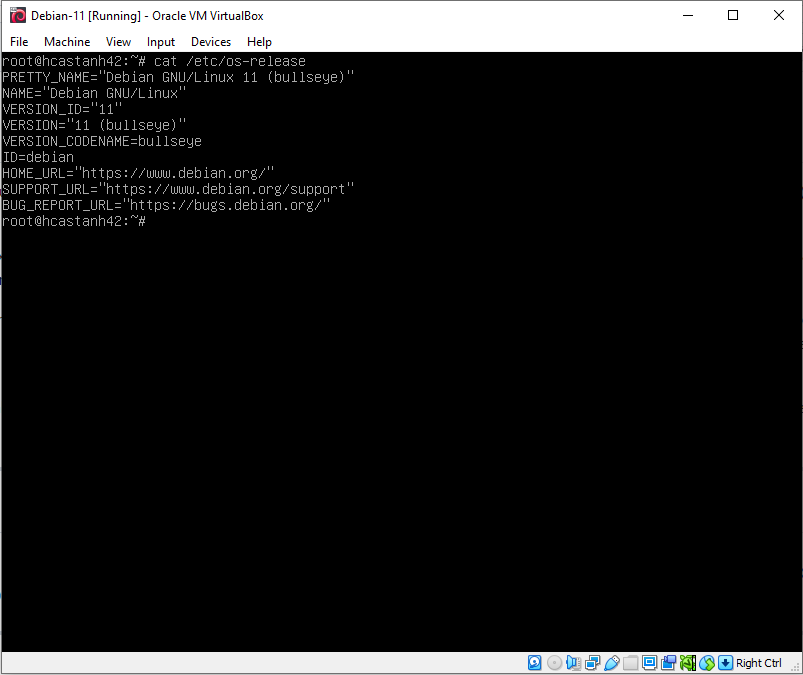 Debian-11 [Running] - Oracle VM VirtualBox
File Machine View Input Devices Help
root@hcastanh42:~# cat /etc/os-release
PRETTY_NAME="Debian GNU/Linux 11 (bullseye)"
NAME="Debian GNU/Linux"
VERSION_ID="11"
VERSION="11 (bullseye)"
VERSION_CODENAME=bullseye
ID=debian
HOME_URL="https://www.debian.org/"
SUPPORT_URL="https://www.debian.org/support"
BUG_REPORT_URL="https://bugs.debian.org/"
root@hcastanh42:~#
Right Ctrl